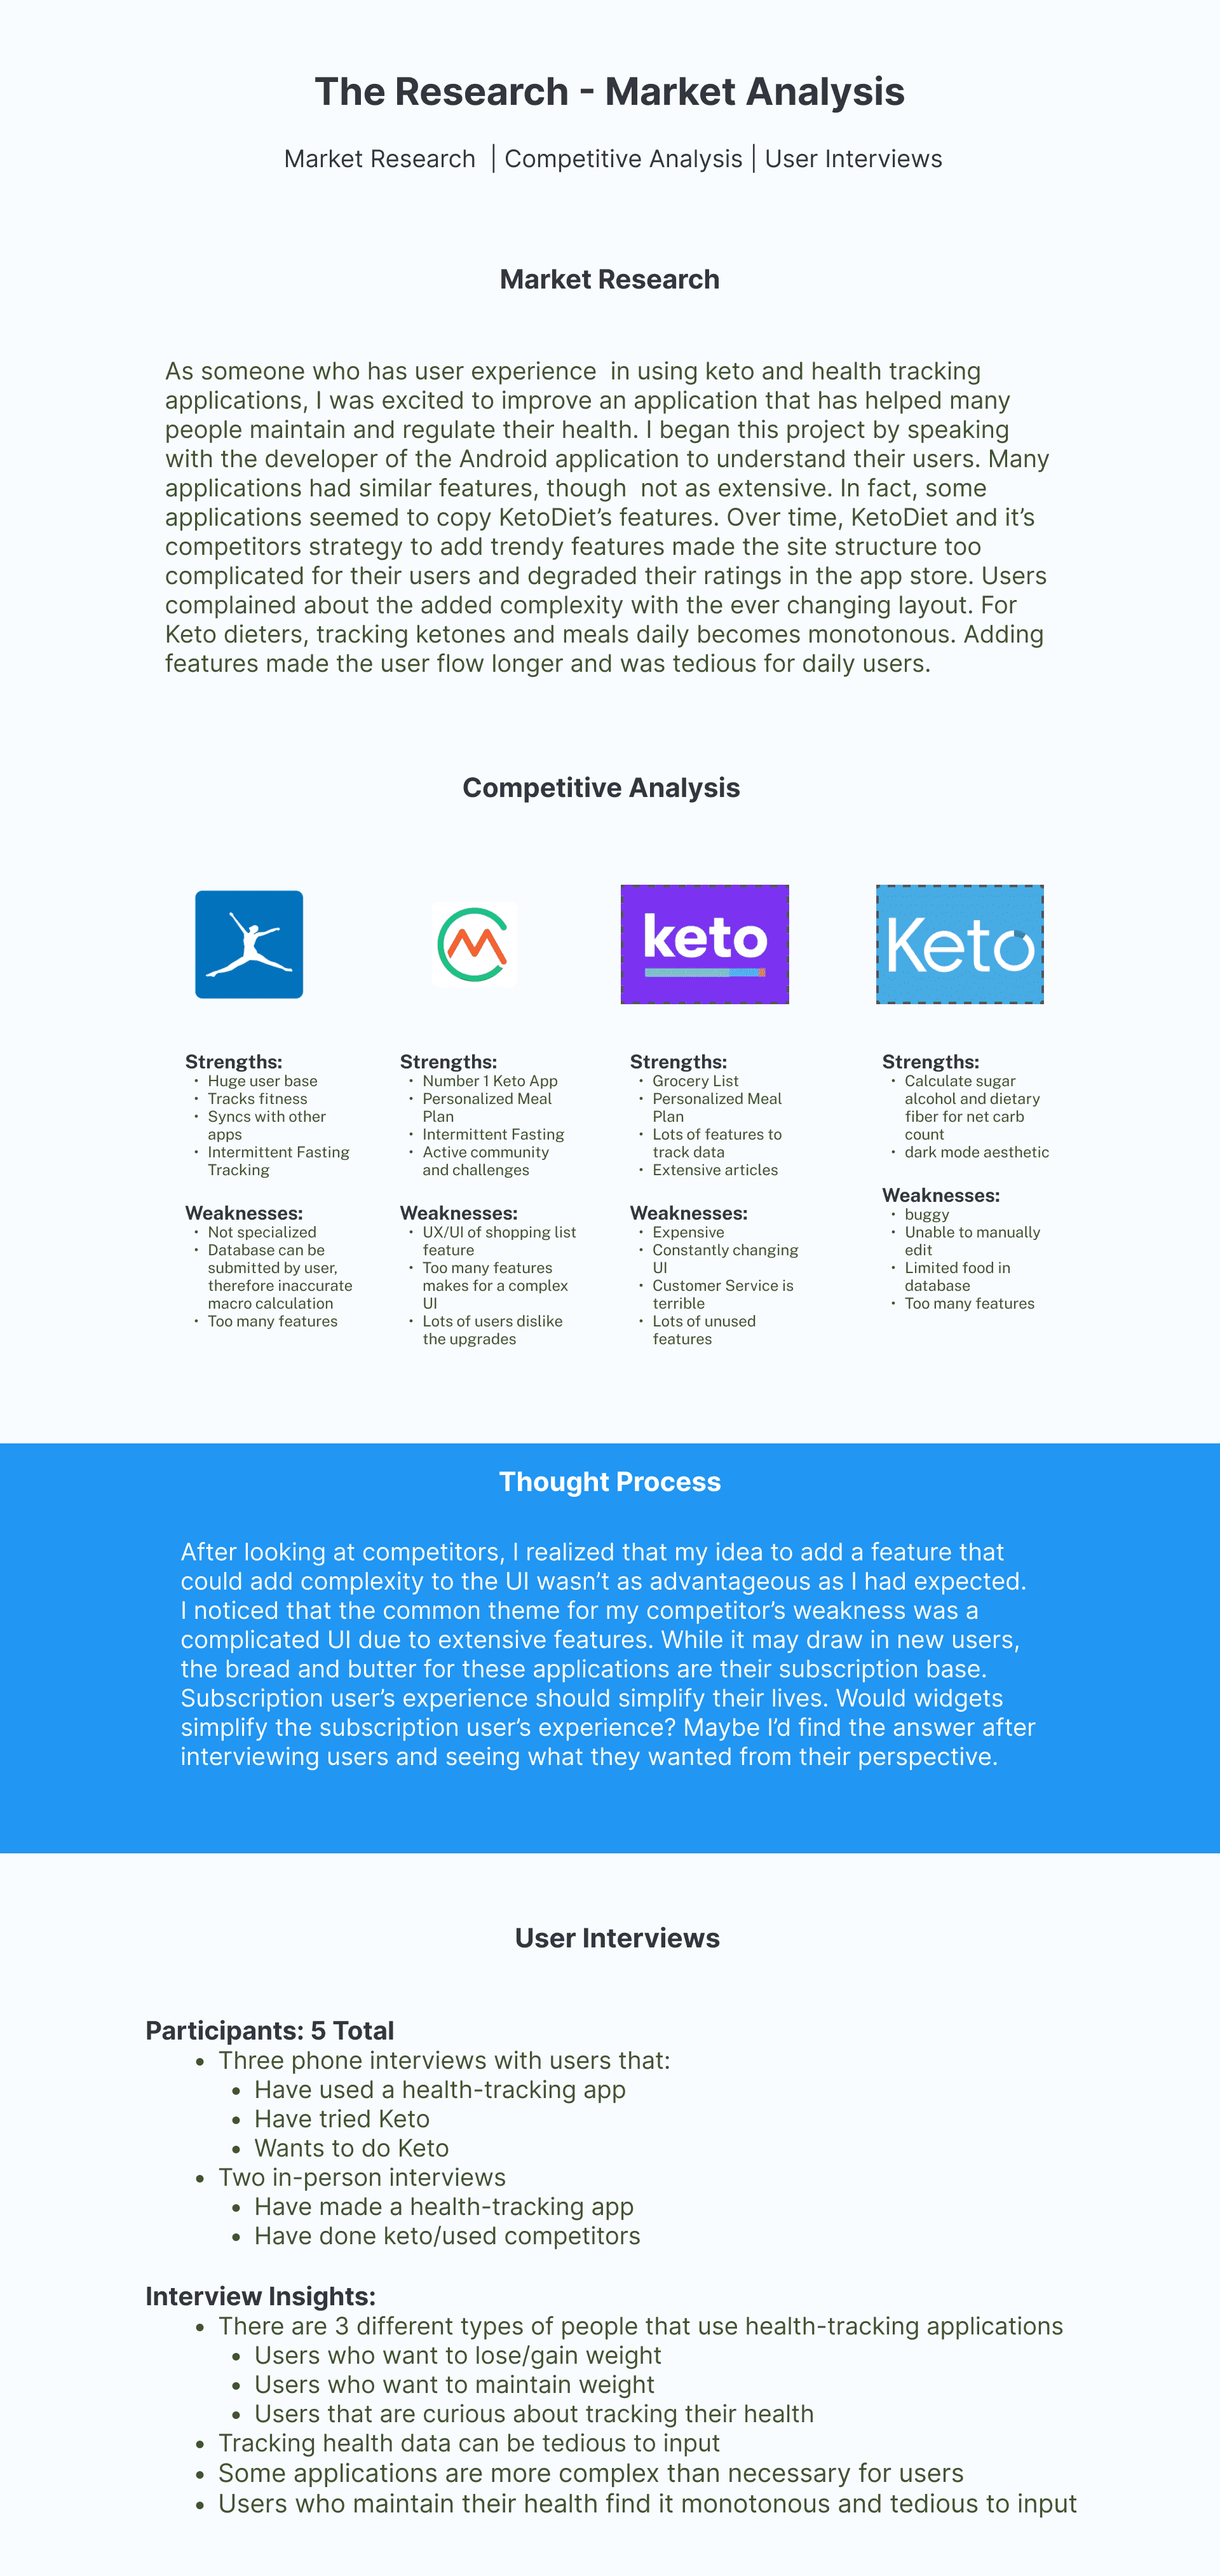 The Research - Market Analysis
Market Research | Competitive Analysis | User Interviews
Market Research
As someone who has user experience in using keto and health tracking
applications, I was excited to improve an application that has helped many
people maintain and regulate their health. I began this project by speaking
with the developer of the Android application to understand their users. Many
applications had similar features, though not as extensive. In fact, some
applications seemed to copy KetoDiet’s features. Over time, KetoDiet and it’s
competitors strategy to add trendy features made the site structure too
complicated for their users and degraded their ratings in the app store. Users
complained about the added complexity with the ever changing layout. For
Keto dieters, tracking ketones and meals daily becomes monotonous. Adding
features made the user flow longer and was tedious for daily users.
Competitive Analysis
keto
Keto
Strengths:
• Huge user base
• Tracks fitness
• Syncs with other
apps
• Intermittent Fasting
Tracking
Weaknesses:
• Not specialized
• Database can be
submitted by user,
therefore inaccurate
macro calculation
• Too many features
Strengths:
• Number 1 Keto App
• Personalized Meal
Plan
• Intermittent Fasting
• Active community
and challenges
Weaknesses:
• UX/UI of shopping list
feature
• Too many features
makes for a complex
UI
• Lots of users dislike
the upgrades
Strengths:
• Grocery List
• Personalized Meal
Plan
• Lots of features to
track data
• Extensive articles
Weaknesses:
• Expensive
• Constantly changing
UI
• Customer Service is
terrible
• Lots of unused
features
Strengths:
• Calculate sugar
alcohol and dietary
fiber for net carb
count
• dark mode aesthetic
Weaknesses:
• buggy
• Unable to manually
edit
• Limited food in
database
• Too many features
Thought Process
After looking at competitors, I realized that my idea to add a feature that
could add complexity to the UI wasn’t as advantageous as I had expected.
I noticed that the common theme for my competitor’s weakness was a
complicated UI due to extensive features. While it may draw in new users,
the bread and butter for these applications are their subscription base.
Subscription user’s experience should simplify their lives. Would widgets
simplify the subscription user’s experience? Maybe I’d find the answer after
interviewing users and seeing what they wanted from their perspective.
User Interviews
Participants: 5 Total
• Three phone interviews with users that:
• Have used a health-tracking app
• Have tried Keto
• Wants to do Keto
• Two in-person interviews
• Have made a health-tracking app
• Have done keto/used competitors
Interview Insights:
• There are 3 different types of people that use health-tracking applications
• Users who want to lose/gain weight
• Users who want to maintain weight
• Users that are curious about tracking their health
• Tracking health data can be tedious to input
• Some applications are more complex than necessary for users
• Users who maintain their health find it monotonous and tedious to input